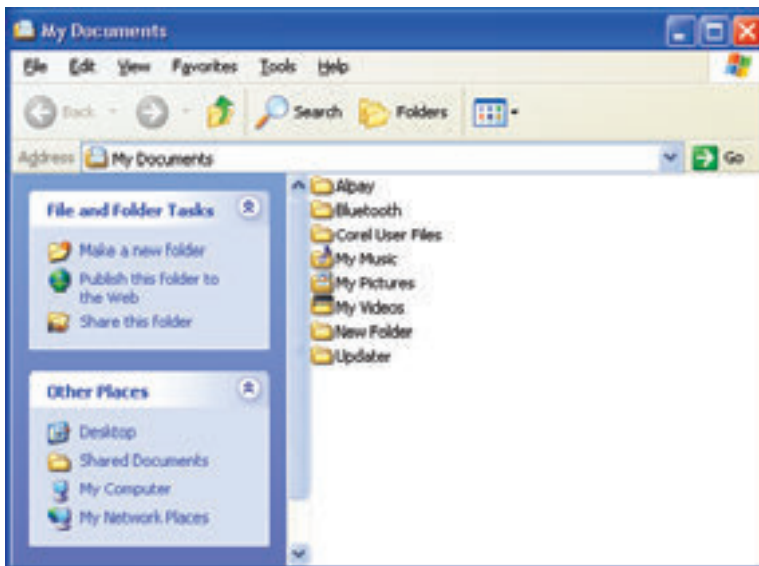 My Documents
File Edit View Favorites Tools Help
Back Search Folders
Address My Documents Go
File and Folder Tasks
Make a new folder
Publish this folder to
the Web
Share this folder
Other Places
Desktop
Shared Documents
My Computer
My Network Places
Alpay
Bluetooth
Corel User Files
My Music
My Pictures
My Videos
New Folder
Updater